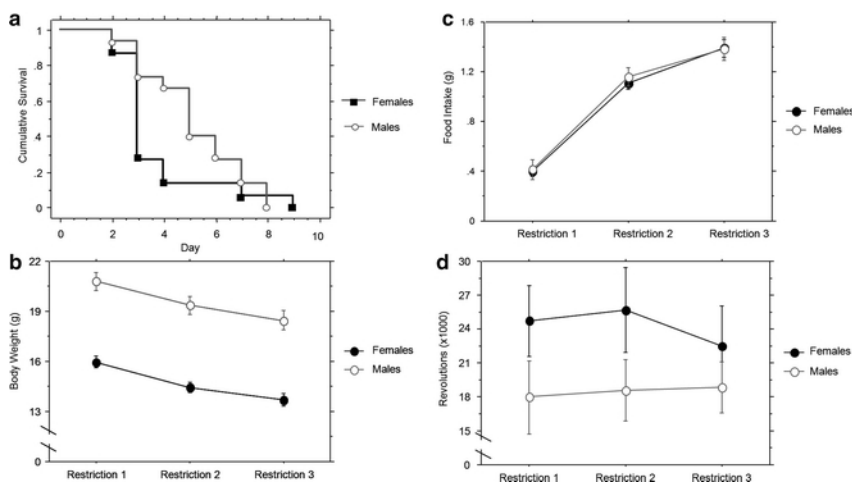 a
1
.8
.6
.4
.2
0
Cumulative Survival
0 2 4 6 8 10
Day
Females
Males
b
22
19
16
13
0
Body Weight (g)
Restriction 1 Restriction 2 Restriction 3
Females
Males
c
1.6
1.2
.8
.4
0
Food Intake (g)
Restriction 1 Restriction 2 Restriction 3
Females
Males
d
30
27
24
21
18
15
0
Revolutions (x1000)
Restriction 1 Restriction 2 Restriction 3
Females
Males